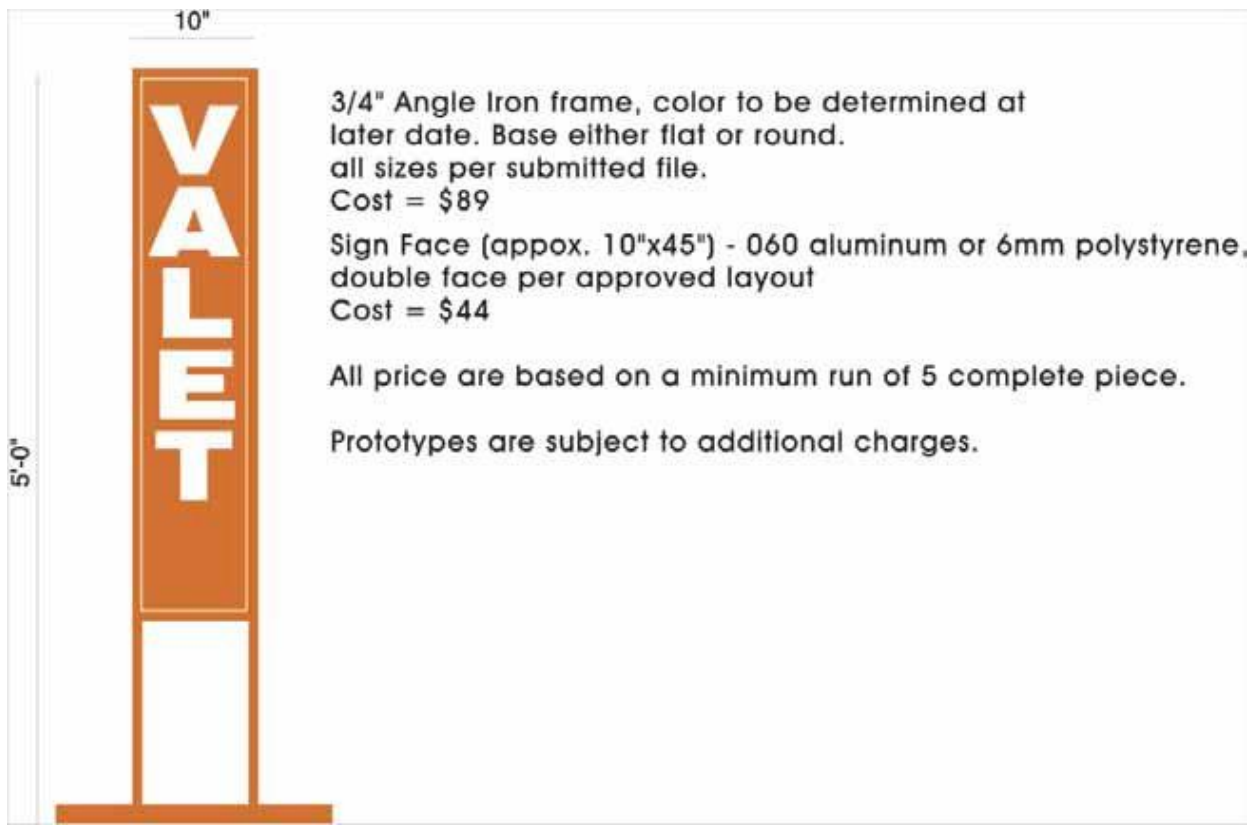 10"
5'-0"
V
A
L
E
T
3/4" Angle Iron frame, color to be determined at
later date. Base either flat or round.
all sizes per submitted file.
Cost = $89
Sign Face (appox. 10"x45") - 060 aluminum or 6mm polystyrene,
double face per approved layout
Cost = $44
All price are based on a minimum run of 5 complete piece.
Prototypes are subject to additional charges.